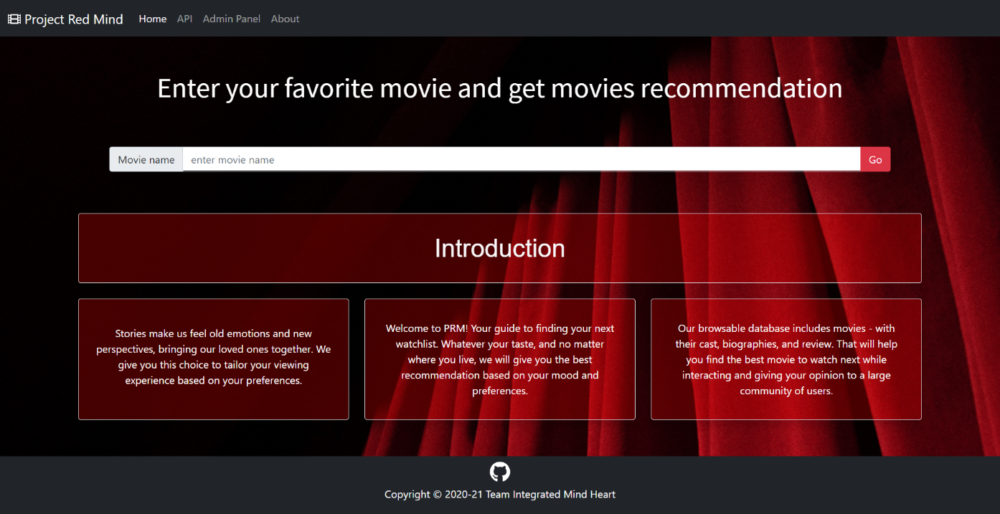 Project Red Mind Home API Admin Panel About
Enter your favorite movie and get movies recommendation
Movie name enter movie name Go
Introduction
Stories make us feel old emotions and new
perspectives, bringing our loved ones together. We
give you this choice to tailor your viewing
experience based on your preferences.
Welcome to PRM! Your guide to finding your next
watchlist. Whatever your taste, and no matter
where you live, we will give you the best
recommendation based on your mood and
preferences.
Our browsable database includes movies - with
their cast, biographies, and review. That will help
you find the best movie to watch next while
interacting and giving your opinion to a large
community of users.
Copyright © 2020-21 Team Integrated Mind Heart